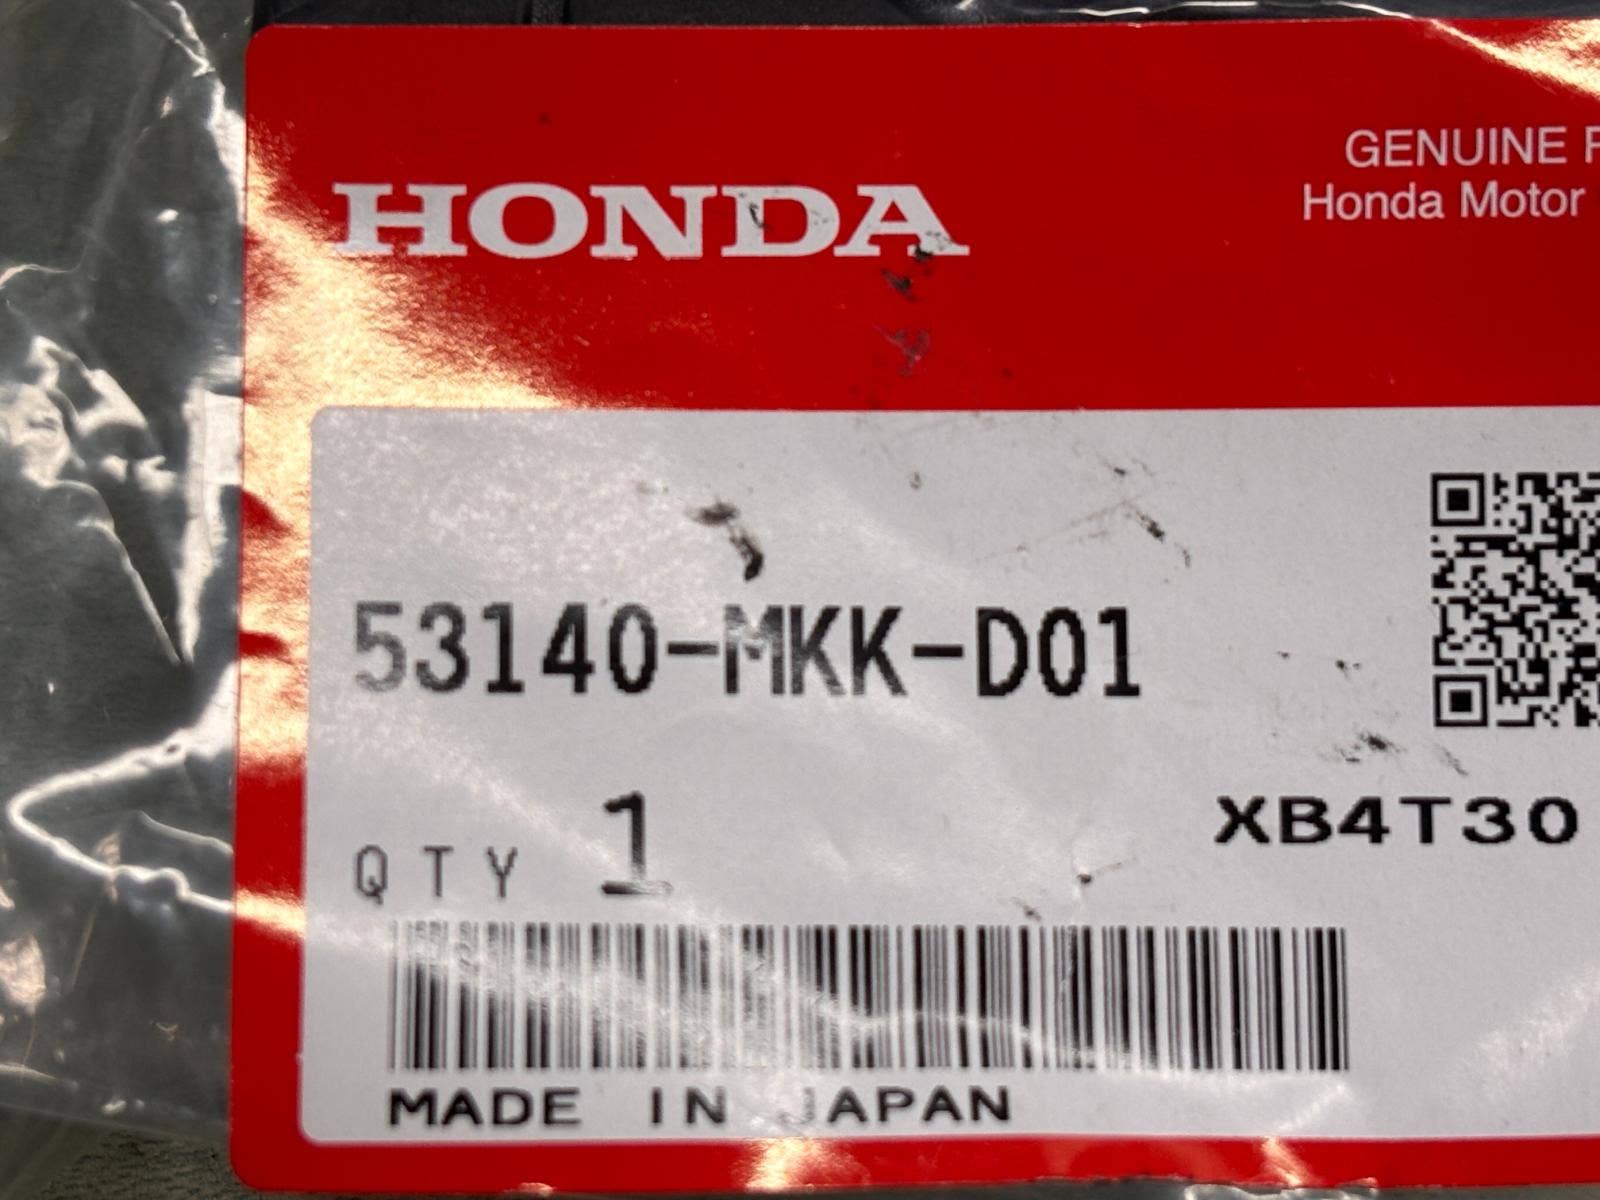 HONDA
GENUINE
Honda Motor
53140-MKK-D01
XB4T30
QTY 1
MADE IN JAPAN